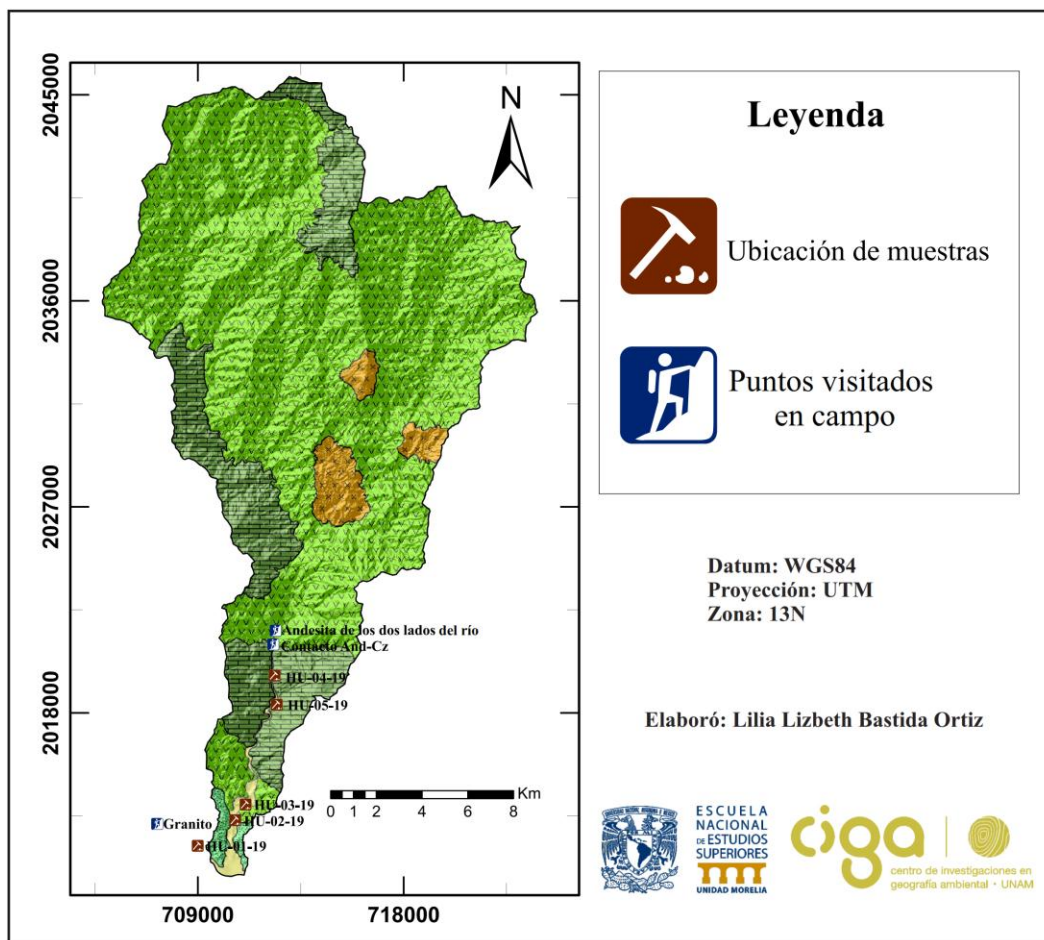 2045000
2036000
2027000
2018000
709000
718000
N
Andesita de los dos lados del río
Contacto And-Cz
HU-04-19
HU-05-19
HU-03-19
HU-02-19
Granito
HU-01-19
Km
0 1 2 4 6 8
Leyenda
Ubicación de muestras
Puntos visitados
en campo
Datum: WGS84
Proyección: UTM
Zona: 13N
Elaboró: Lilia Lizbeth Bastida Ortiz
ESCUELA
NACIONAL
DE ESTUDIOS
SUPERIORES
UNIDAD MORELIA
ciga
centro de investigaciones en
geografía ambiental • UNAM